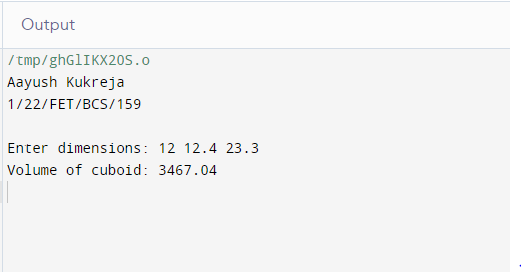 Output
/tmp/ghGlIKX2OS.o
Aayush Kukreja
1/22/FET/BCS/159
Enter dimensions: 12 12.4 23.3
Volume of cuboid: 3467.04